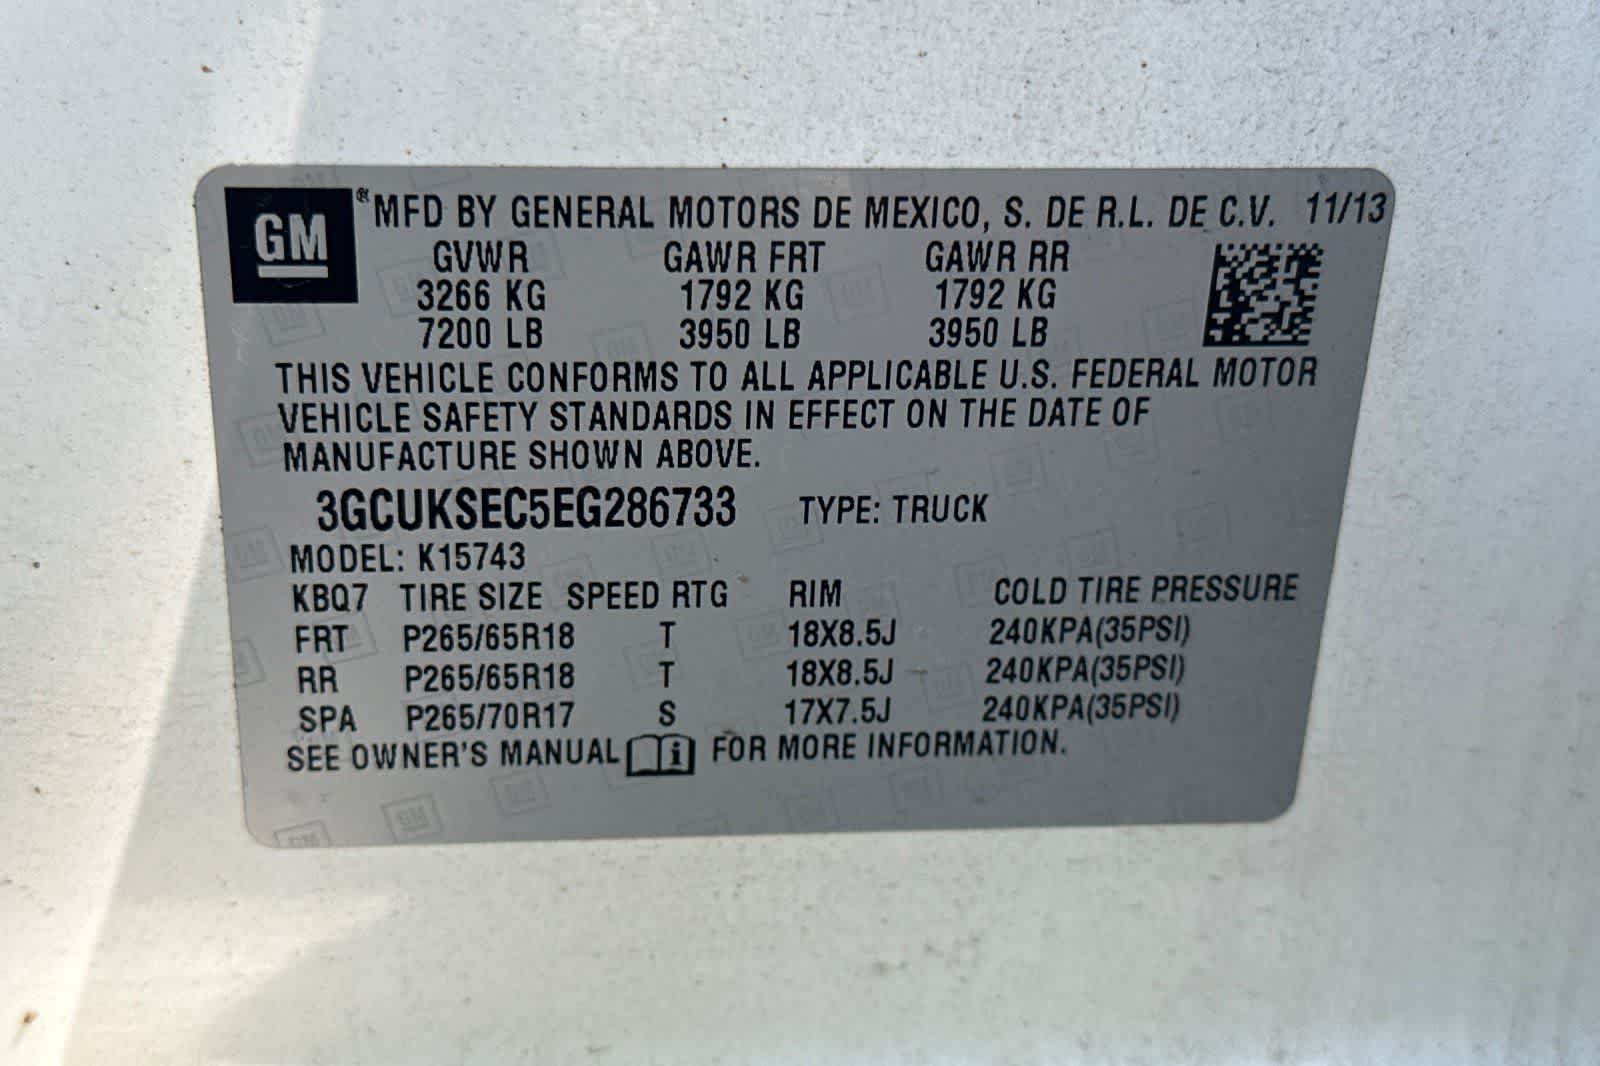 GM ® MFD BY GENERAL MOTORS DE MEXICO, S. DE R.L. DE C.V. 11/13
GVWR GAWR FRT GAWR RR
3266 KG 1792 KG 1792 KG
7200 LB 3950 LB 3950 LB
THIS VEHICLE CONFORMS TO ALL APPLICABLE U.S. FEDERAL MOTOR
VEHICLE SAFETY STANDARDS IN EFFECT ON THE DATE OF
MANUFACTURE SHOWN ABOVE.
3GCUKSEC5EG286733 TYPE: TRUCK
MODEL: K15743
KBQ7 TIRE SIZE SPEED RTG RIM COLD TIRE PRESSURE
FRT P265/65R18 T 18X8.5J 240KPA(35PSI)
RR P265/65R18 T 18X8.5J 240KPA(35PSI)
SPA P265/70R17 S 17X7.5J 240KPA(35PSI)
SEE OWNER'S MANUAL i FOR MORE INFORMATION.